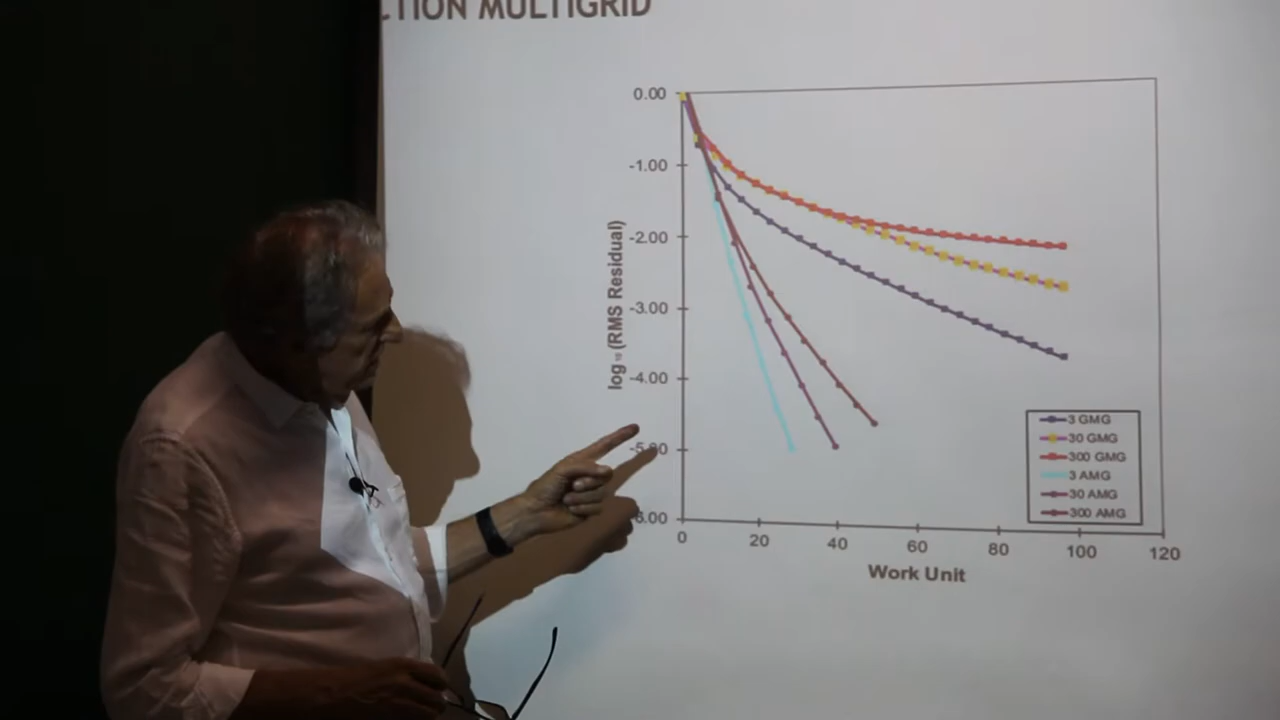 CTION MULTIGRID
0.00
-1.00
-2.00
-3.00
-4.00
-5.00
-6.00
log₁₀(RMS Residual)
0 20 40 60 80 100 120
Work Unit
3 GMG
30 GMG
300 GMG
3 AMG
30 AMG
300 AMG